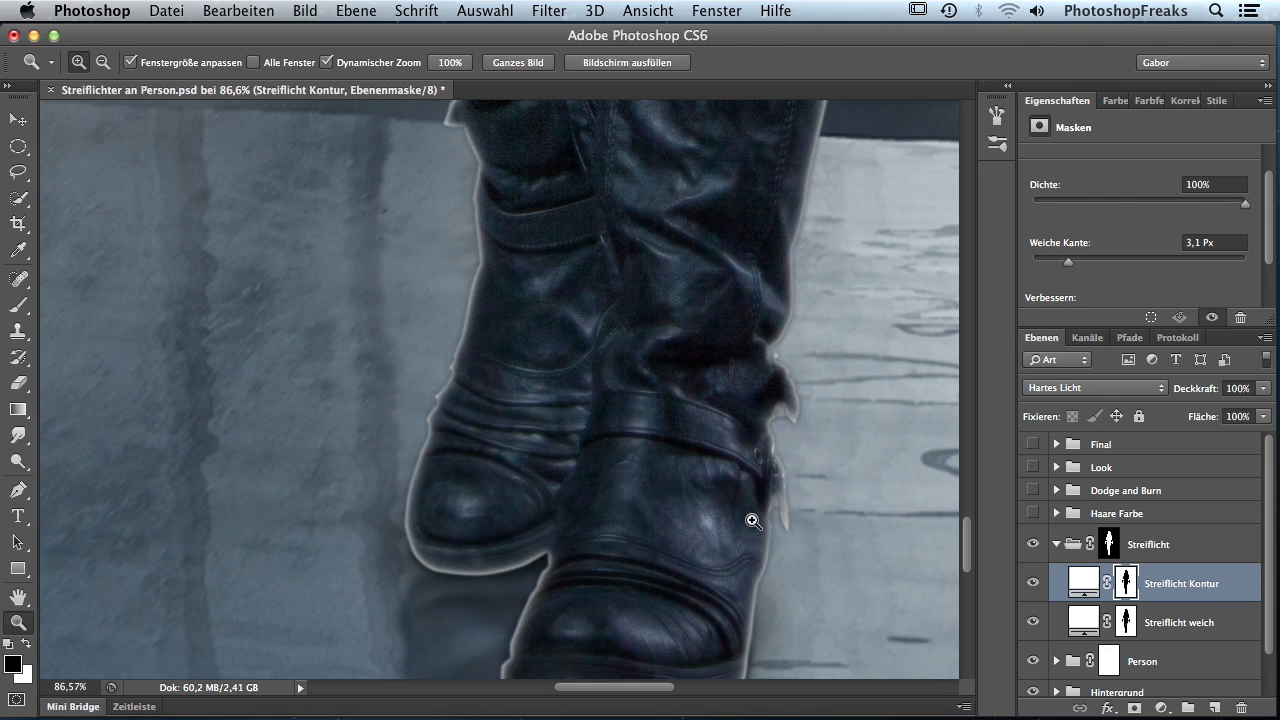 Photoshop Datei Bearbeiten Bild Ebene Schrift Auswahl Filter 3D Ansicht Fenster Hilfe PhotoshopFreaks
Adobe Photoshop CS6
Fenstergröße anpassen Alle Fenster Dynamischer Zoom 100% Ganzes Bild Bildschirm ausfüllen Gabor
Streiflichter an Person.psd bei 86,6% (Streiflicht Kontur, Ebenenmaske/8) *
Eigenschaften Farbe Farbfe Korrek Stile
Masken
Dichte: 100%
Weiche Kante: 3,1 Px
Verbessern:
Ebenen Kanäle Pfade Protokoll
Art
Hartes Licht Deckkraft: 100%
Fixieren: Fläche: 100%
Final
Look
Dodge and Burn
Haare Farbe
Streiflicht
Streiflicht Kontur
Streiflicht weich
Person
Hintergrund
86,57% Dok: 60,2 MB/2,41 GB
Mini Bridge Zeitleiste